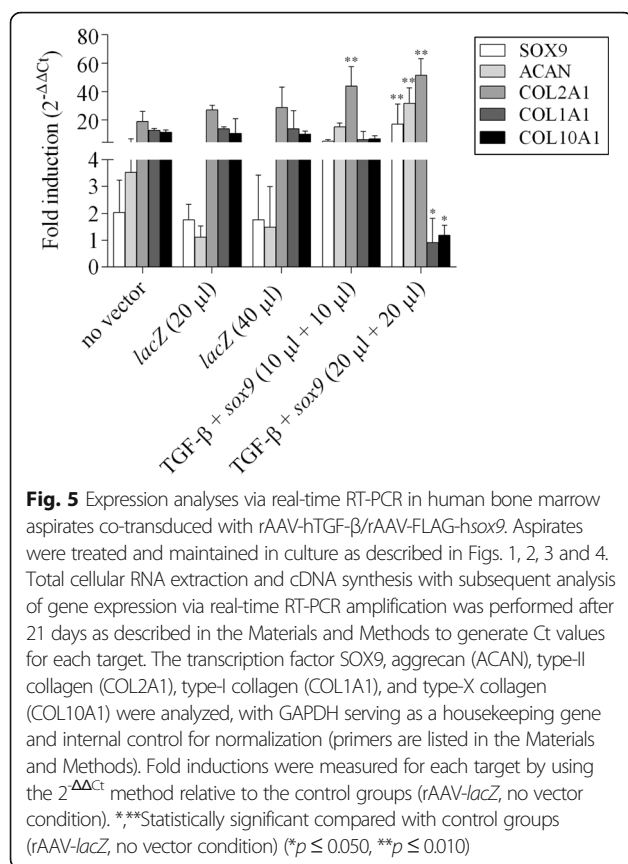 Fold induction (2-ΔΔCt)
80
60
40
20
4
3
2
1
0
**
**
**
**
*
*
SOX9
ACAN
COL2A1
COL1A1
COL10A1
no vector
lacZ (20 µl)
lacZ (40 µl)
TGF-β + sox9 (10 µl + 10 µl)
TGF-β + sox9 (20 µl + 20 µl)
Fig. 5 Expression analyses via real-time RT-PCR in human bone marrow
aspirates co-transduced with rAAV-hTGF-β/rAAV-FLAG-hsox9. Aspirates
were treated and maintained in culture as described in Figs. 1, 2, 3 and 4.
Total cellular RNA extraction and cDNA synthesis with subsequent analysis
of gene expression via real-time RT-PCR amplification was performed after
21 days as described in the Materials and Methods to generate Ct values
for each target. The transcription factor SOX9, aggrecan (ACAN), type-II
collagen (COL2A1), type-I collagen (COL1A1), and type-X collagen
(COL10A1) were analyzed, with GAPDH serving as a housekeeping gene
and internal control for normalization (primers are listed in the Materials
and Methods). Fold inductions were measured for each target by using
the 2-ΔΔCt method relative to the control groups (rAAV-lacZ, no vector
condition). *,**Statistically significant compared with control groups
(rAAV-lacZ, no vector condition) (*p ≤ 0.050, **p ≤ 0.010)